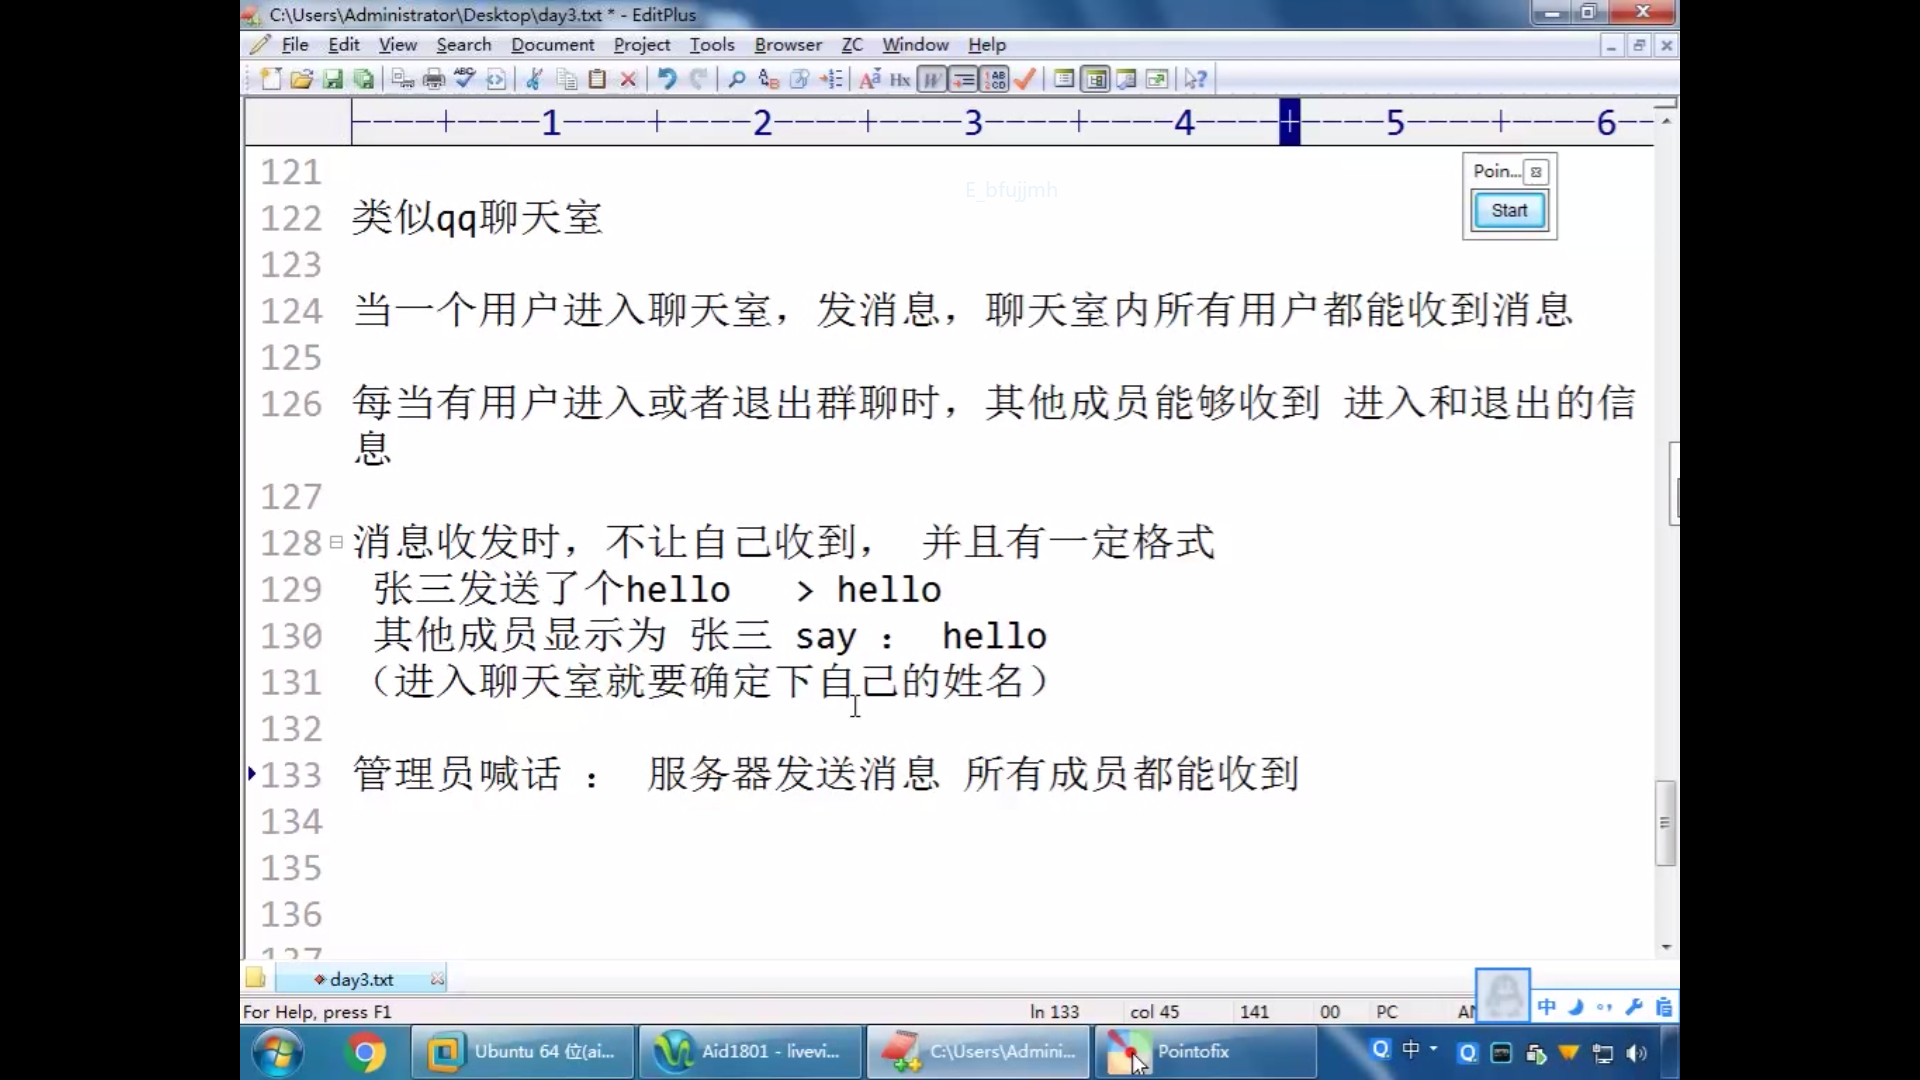 C:\Users\Administrator\Desktop\day3.txt * - EditPlus
File Edit View Search Document Project Tools Browser ZC Window Help
----+----1----+----2----+----3----+----4----+----5----+----6--
Poin...
Start
E_bfujjmh
121
122 类似qq聊天室
123
124 当一个用户进入聊天室，发消息，聊天室内所有用户都能收到消息
125
126 每当有用户进入或者退出群聊时，其他成员能够收到 进入和退出的信
息
127
128 消息收发时，不让自己收到， 并且有一定格式
129 张三发送了个hello   > hello
130 其他成员显示为 张三 say ： hello
131 （进入聊天室就要确定下自己的姓名）
132
133 管理员喊话 ： 服务器发送消息 所有成员都能收到
134
135
136
137
day3.txt
For Help, press F1 ln 133 col 45 141 00 PC
中
Ubuntu 64 位(ai... Aid1801 - livevi... C:\Users\Admini... Pointofix 中